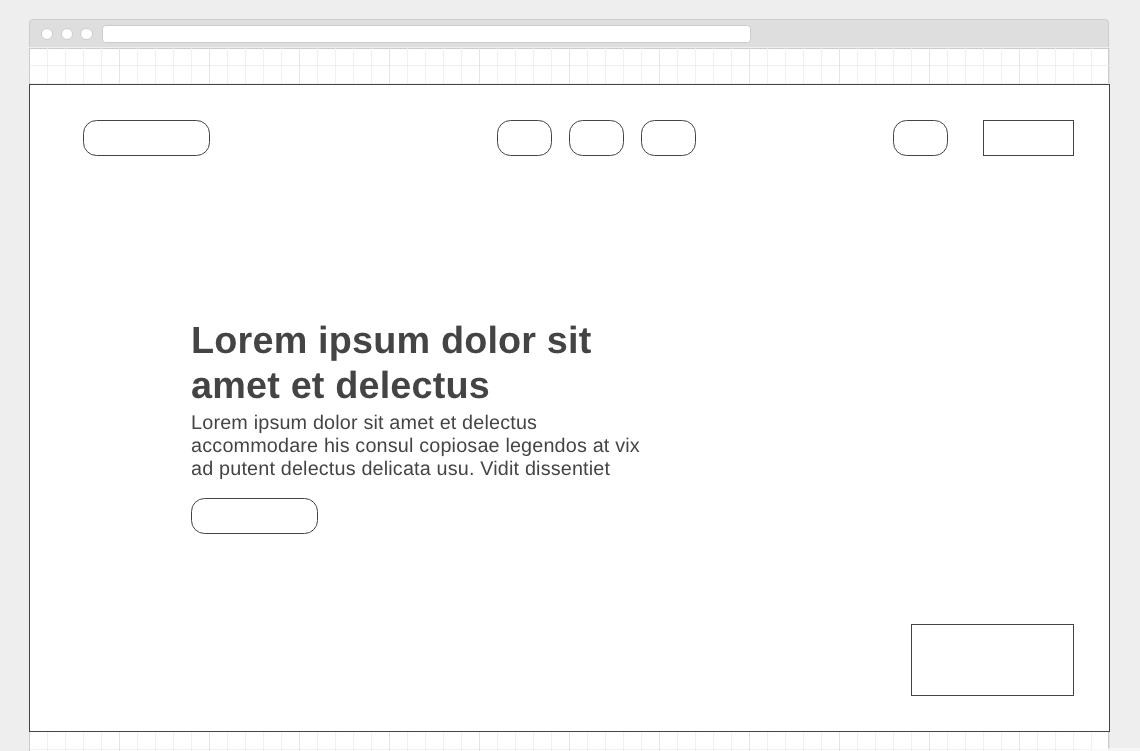 Lorem ipsum dolor sit
amet et delectus
Lorem ipsum dolor sit amet et delectus
accommodare his consul copiosae legendos at vix
ad putent delectus delicata usu. Vidit dissentiet